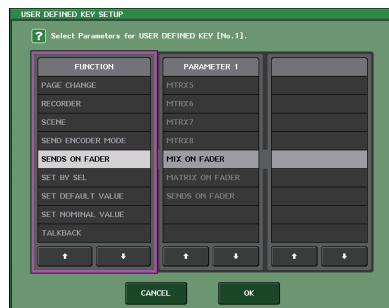 USER DEFINED KEY SETUP
? Select Parameters for USER DEFINED KEY [No.1].
FUNCTION
PAGE CHANGE
RECORDER
SCENE
SEND ENCODER MODE
SENDS ON FADER
SET BY SEL
SET DEFAULT VALUE
SET NOMINAL VALUE
TALKBACK
PARAMETER 1
MTRX5
MTRX6
MTRX7
MTRX8
MIX ON FADER
MATRIX ON FADER
SENDS ON FADER
CANCEL
OK